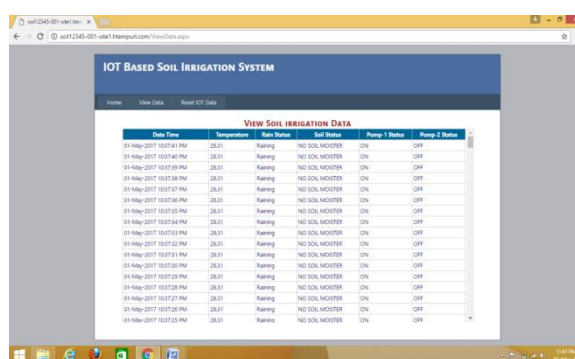 soil12345-001-site1.htem
soil12345-001-site1.htempurl.com/ViewData.aspx
IOT BASED SOIL IRRIGATION SYSTEM
Home View Data Reset IOT Data
VIEW SOIL IRRIGATION DATA
Date Time Temperature Rain Status Soil Status Pump-1 Status Pump-2 Status
01-May-2017 10:37:41 PM 28.31 Raining NO SOIL MOISTER ON OFF
01-May-2017 10:37:40 PM 28.31 Raining NO SOIL MOISTER ON OFF
01-May-2017 10:37:39 PM 28.31 Raining NO SOIL MOISTER ON OFF
01-May-2017 10:37:38 PM 28.31 Raining NO SOIL MOISTER ON OFF
01-May-2017 10:37:37 PM 28.31 Raining NO SOIL MOISTER ON OFF
01-May-2017 10:37:36 PM 28.31 Raining NO SOIL MOISTER ON OFF
01-May-2017 10:37:35 PM 28.31 Raining NO SOIL MOISTER ON OFF
01-May-2017 10:37:34 PM 28.31 Raining NO SOIL MOISTER ON OFF
01-May-2017 10:37:33 PM 28.31 Raining NO SOIL MOISTER ON OFF
01-May-2017 10:37:32 PM 28.31 Raining NO SOIL MOISTER ON OFF
01-May-2017 10:37:31 PM 28.31 Raining NO SOIL MOISTER ON OFF
01-May-2017 10:37:30 PM 28.31 Raining NO SOIL MOISTER ON OFF
01-May-2017 10:37:29 PM 28.31 Raining NO SOIL MOISTER ON OFF
01-May-2017 10:37:28 PM 28.31 Raining NO SOIL MOISTER ON OFF
01-May-2017 10:37:27 PM 28.31 Raining NO SOIL MOISTER ON OFF
01-May-2017 10:37:26 PM 28.31 Raining NO SOIL MOISTER ON OFF
01-May-2017 10:37:25 PM 28.31 Raining NO SOIL MOISTER ON OFF